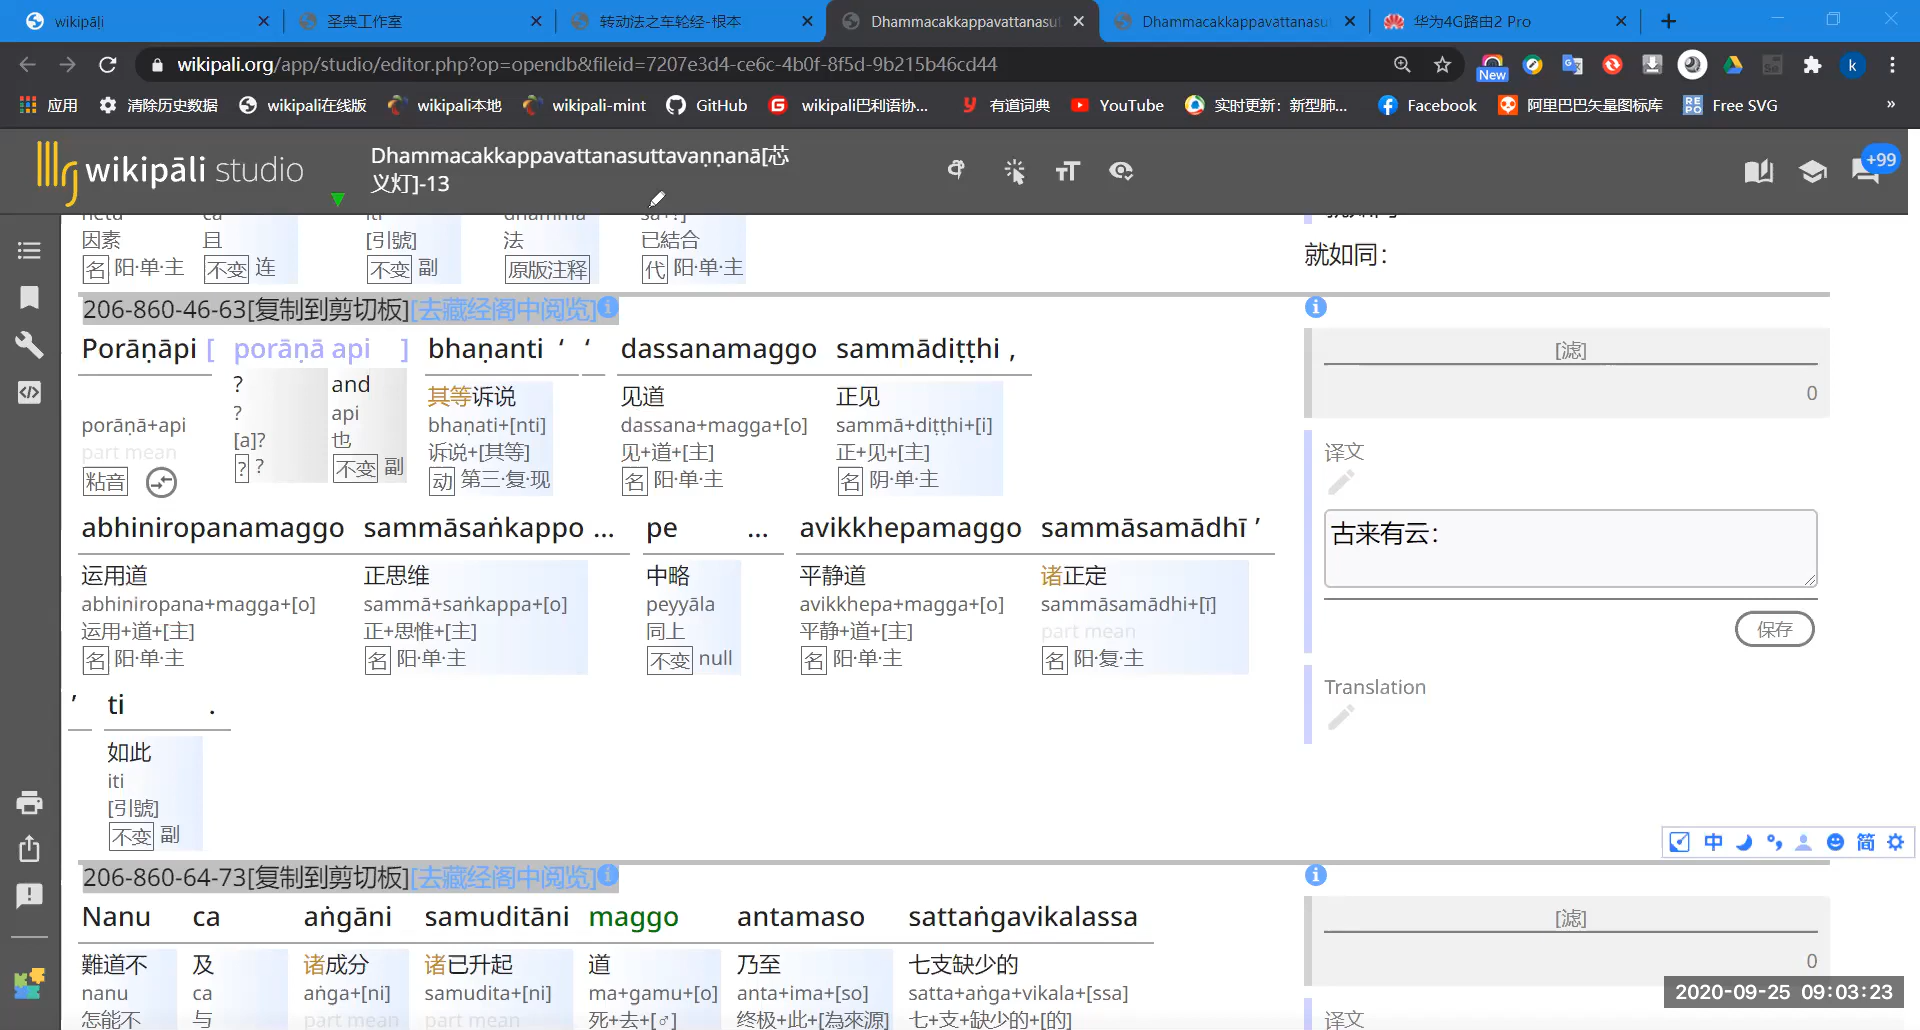 wikipāḷi
圣典工作室
转动法之车轮经-根本
Dhammacakkappavattanasu
Dhammacakkappavattanasut
华为4G路由2 Pro
wikipali.org/app/studio/editor.php?op=opendb&fileid=7207e3d4-ce6c-4b0f-8f5d-9b215b46cd44
New
k
应用
清除历史数据
wikipali在线版
wikipali本地
wikipali-mint
GitHub
wikipali巴利语协...
有道词典
YouTube
实时更新：新型肺...
Facebook
阿里巴巴矢量图标库
REPO Free SVG
»
wikipāli studio
Dhammacakkappavattanasuttavaṇṇanā[芯
义灯]-13
+99
hetu ca iti dhamma sa+?]
因素 且 [引號] 法 已結合
名 阳·单·主 不变 连 不变 副 原版注释 代 阳·单·主
就如同：
206-860-46-63[复制到剪切板][去藏经阁中阅览]
Porāṇāpi [ porāṇā api ] bhaṇanti ‘ ‘ dassanamaggo sammādiṭṭhi ,
? and 其等诉说 见道 正见
porāṇā+api ? api bhaṇati+[nti] dassana+magga+[o] sammā+diṭṭhi+[i]
part mean [a]? 也 诉说+[其等] 见+道+[主] 正+见+[主]
粘音 ? ? 不变 副 动 第三·复·现 名 阳·单·主 名 阴·单·主
[滤]
0
译文
古来有云：
保存
Translation
abhiniropanamaggo sammāsaṅkappo ... pe ... avikkhepamaggo sammāsamādhī ’
运用道 正思维 中略 平静道 诸正定
abhiniropana+magga+[o] sammā+saṅkappa+[o] peyyāla avikkhepa+magga+[o] sammāsamādhi+[ī]
运用+道+[主] 正+思惟+[主] 同上 平静+道+[主] part mean
名 阳·单·主 名 阳·单·主 不变 null 名 阳·单·主 名 阳·复·主
’ ti .
如此
iti
[引號]
不变 副
中 简
206-860-64-73[复制到剪切板][去藏经阁中阅览]
Nanu ca aṅgāni samuditāni maggo antamaso sattaṅgavikalassa
難道不 及 诸成分 诸已升起 道 乃至 七支缺少的
nanu ca aṅga+[ni] samudita+[ni] ma+gamu+[o] anta+ima+[so] satta+aṅga+vikala+[ssa]
怎能不 与 part mean part mean 死+去+[♂] 终极+此+[為來源] 七+支+缺少的+[的]
[滤]
0
译文
2020-09-25 09:03:23